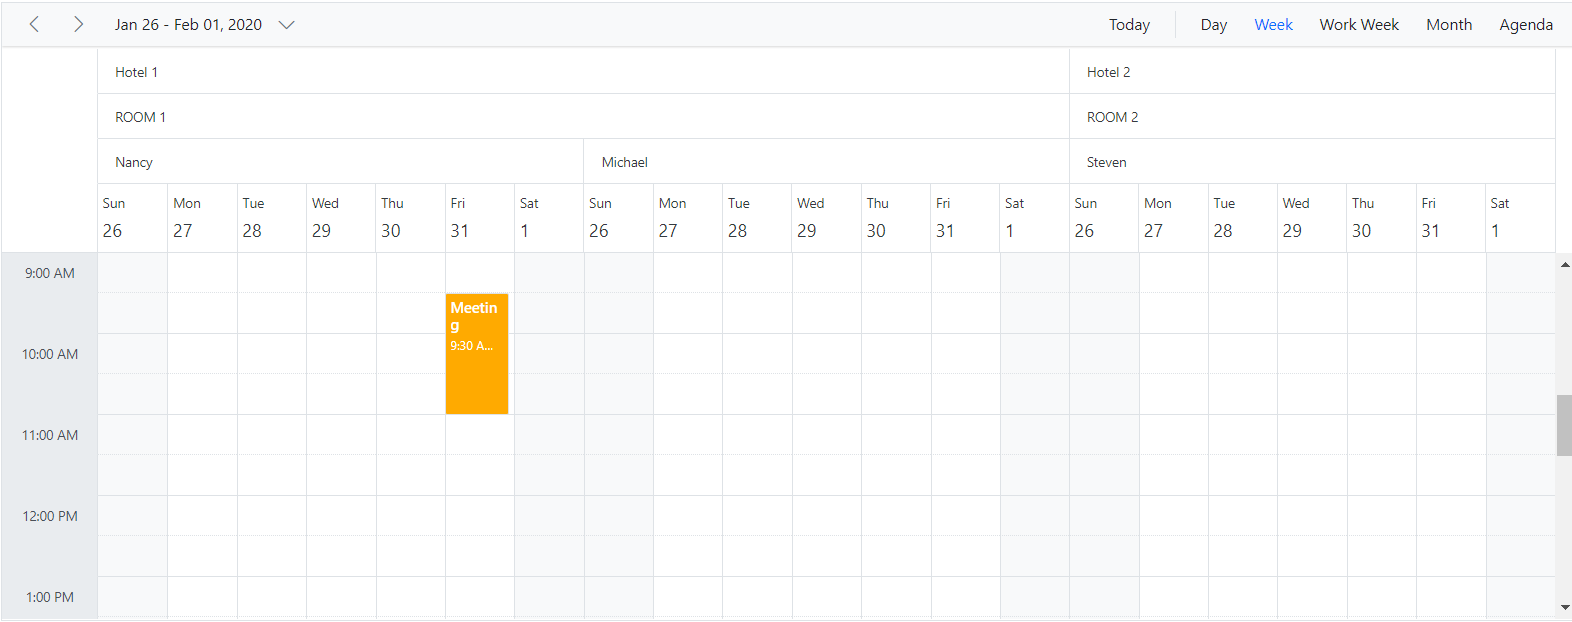 Jan 26 - Feb 01, 2020 Today Day Week Work Week Month Agenda
Hotel 1 Hotel 2
ROOM 1 ROOM 2
Nancy Michael Steven
Sun Mon Tue Wed Thu Fri Sat Sun Mon Tue Wed Thu Fri Sat Sun Mon Tue Wed Thu Fri Sat
26 27 28 29 30 31 1 26 27 28 29 30 31 1 26 27 28 29 30 31 1
9:00 AM
Meetin
g
9:30 A...
10:00 AM
11:00 AM
12:00 PM
1:00 PM